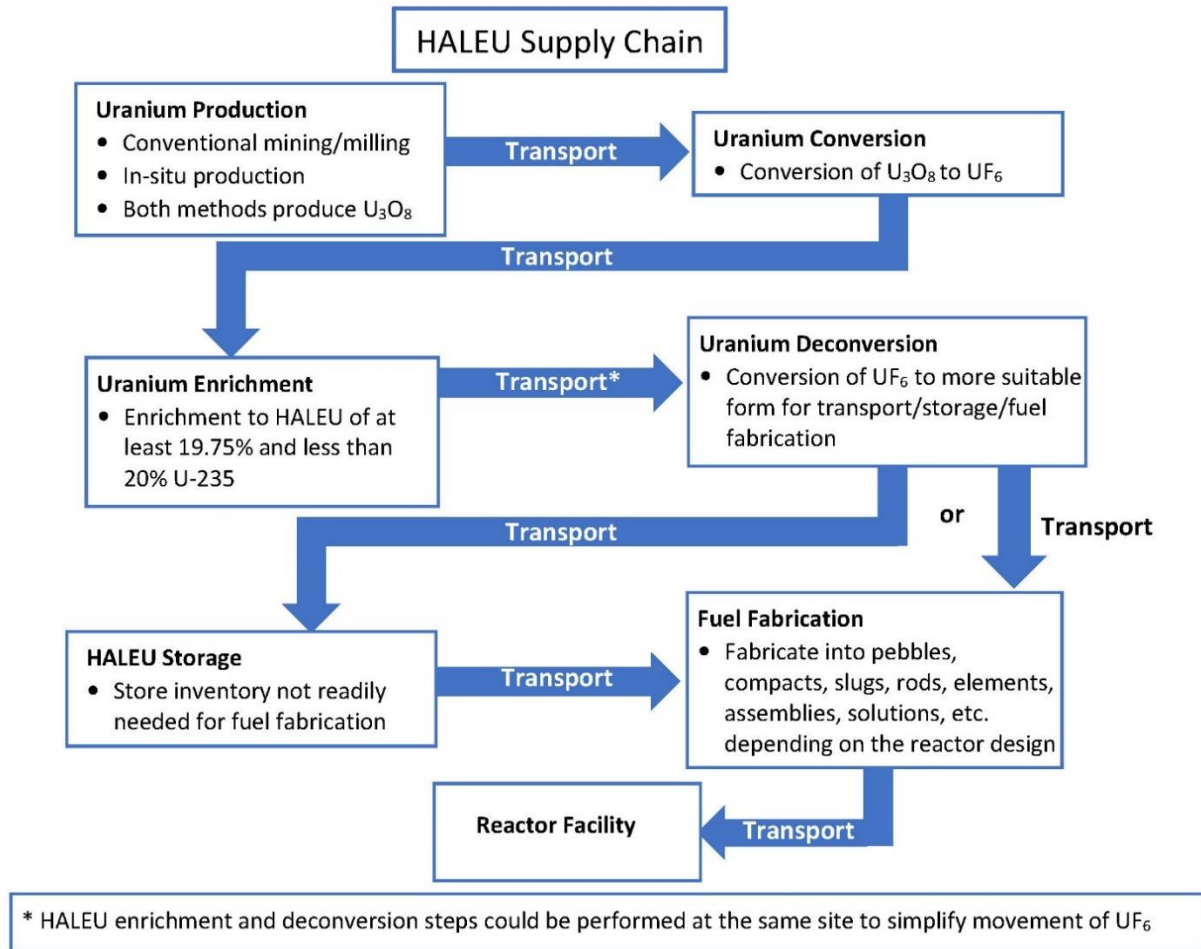 HALEU Supply Chain
Uranium Production
• Conventional mining/milling
• In-situ production
• Both methods produce U₃O₈
Transport
Uranium Conversion
• Conversion of U₃O₈ to UF₆
Transport
Uranium Enrichment
• Enrichment to HALEU of at
least 19.75% and less than
20% U-235
Transport*
Uranium Deconversion
• Conversion of UF₆ to more suitable
form for transport/storage/fuel
fabrication
Transport
or
Transport
HALEU Storage
• Store inventory not readily
needed for fuel fabrication
Transport
Fuel Fabrication
• Fabricate into pebbles,
compacts, slugs, rods, elements,
assemblies, solutions, etc.
depending on the reactor design
Transport
Reactor Facility
* HALEU enrichment and deconversion steps could be performed at the same site to simplify movement of UF₆